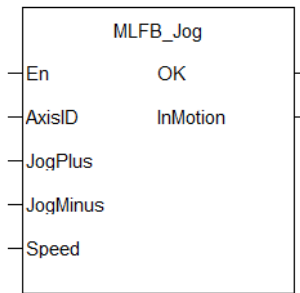 MLFB_Jog
En OK
AxisID InMotion
JogPlus
JogMinus
Speed